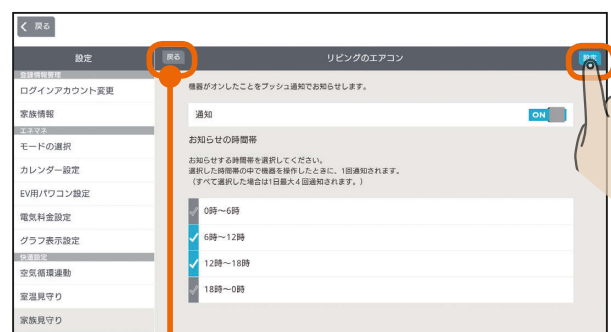 戻る
設定
戻る
リビングのエアコン
設定
登録情報管理
ログインアカウント変更
家族情報
エネマネ
モードの選択
カレンダー設定
EV用パワコン設定
電気料金設定
グラフ表示設定
快適設定
空気循環連動
室温見守り
家族見守り
機器がオンしたことをプッシュ通知でお知らせします。
通知
ON
お知らせの時間帯
お知らせする時間帯を選択してください。
選択した時間帯の中で機器を操作したときに、1回通知されます。
(すべて選択した場合は1日最大4回通知されます。)
0時～6時
6時～12時
12時～18時
18時～0時